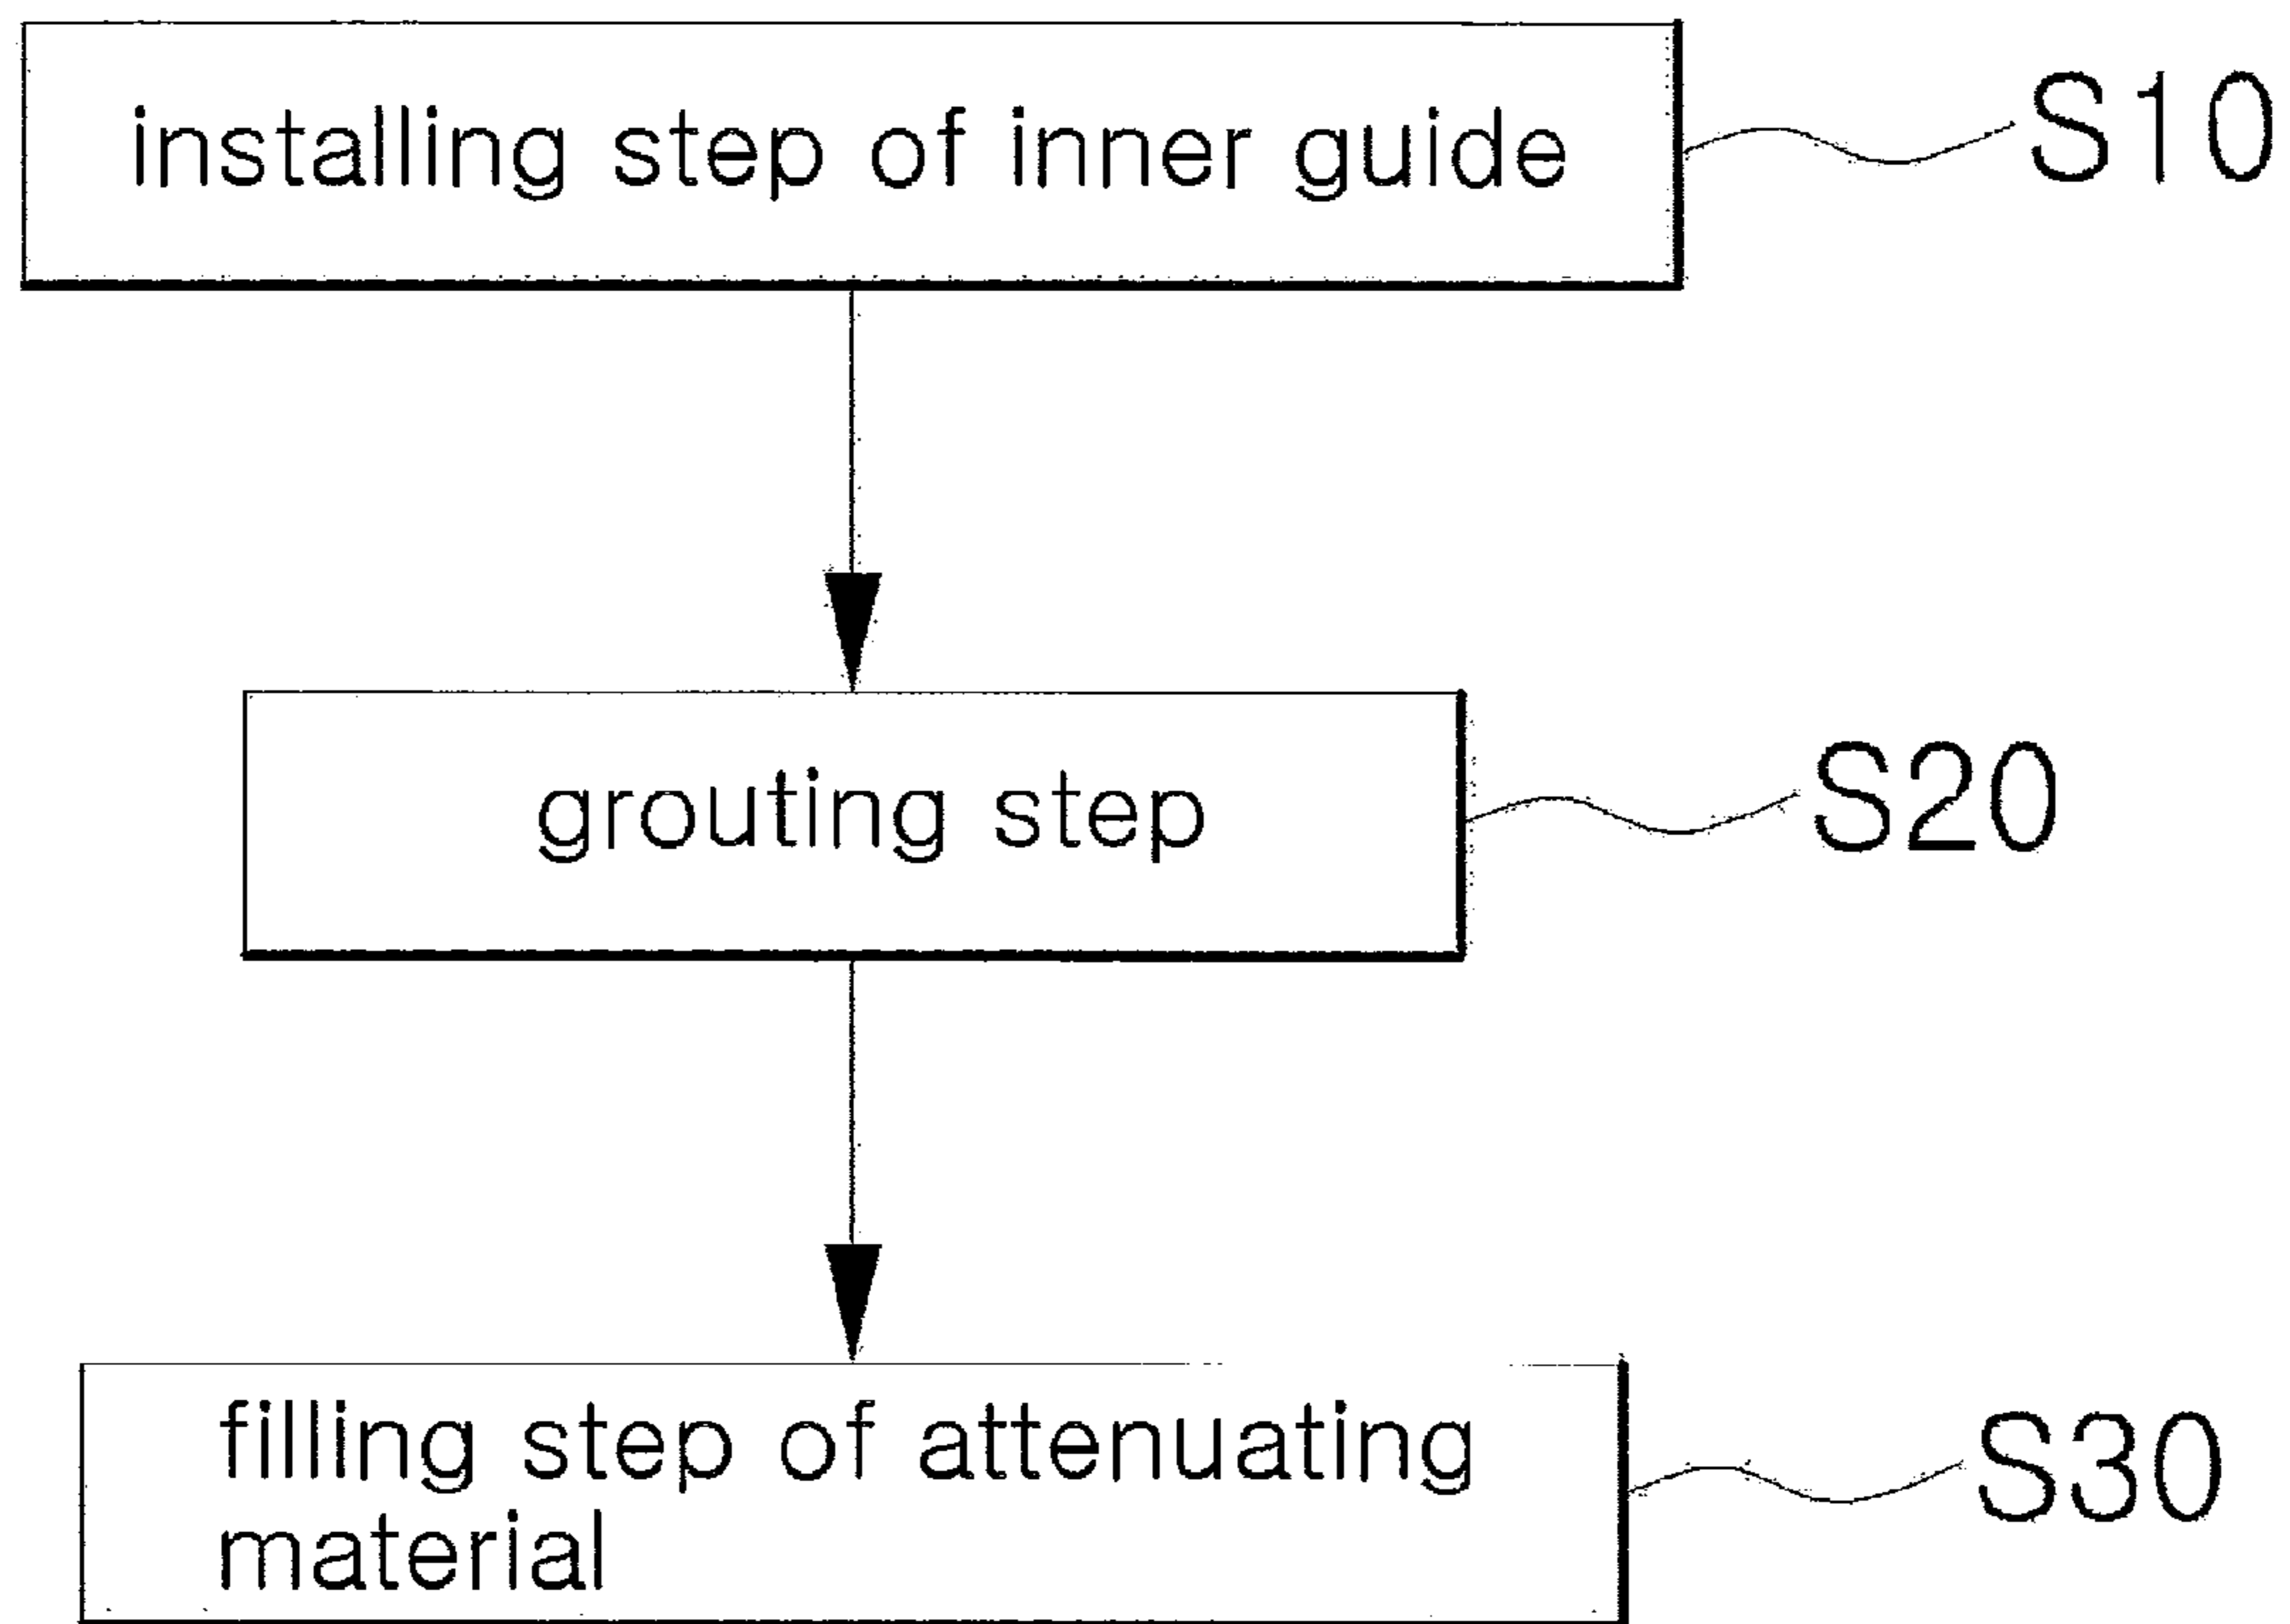 installing step of inner guide
S10
grouting step
S20
filling step of attenuating
material
S30